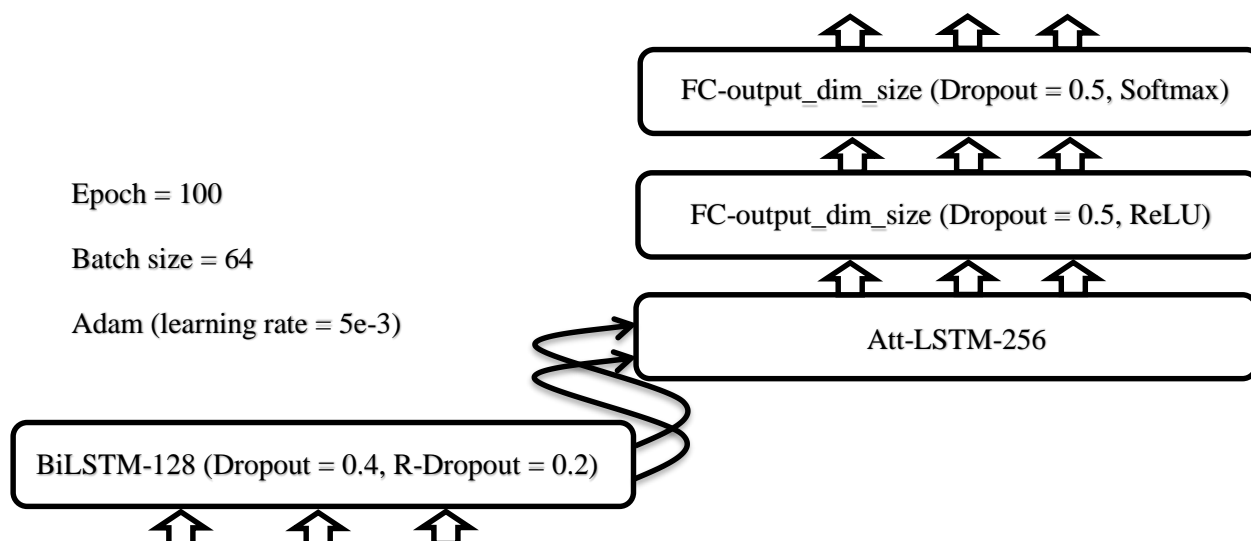 FC-output_dim_size (Dropout = 0.5, Softmax)
Epoch = 100
FC-output_dim_size (Dropout = 0.5, ReLU)
Batch size = 64
Adam (learning rate = 5e-3)
Att-LSTM-256
BiLSTM-128 (Dropout = 0.4, R-Dropout = 0.2)